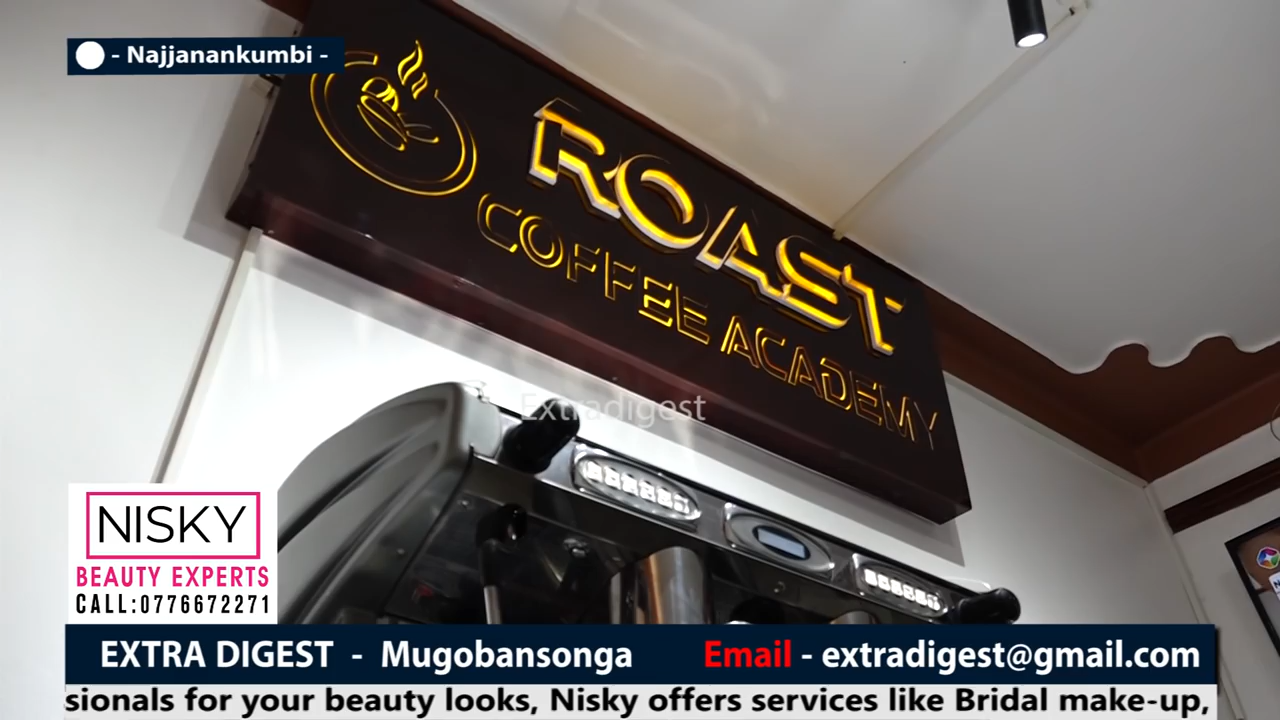 - Najjanankumbi -
ROAST
COFFEE ACADEMY
Extradigest
NISKY
BEAUTY EXPERTS
CALL:0776672271
EXTRA DIGEST - Mugobansonga Email - extradigest@gmail.com
sionals for your beauty looks, Nisky offers services like Bridal make-up,